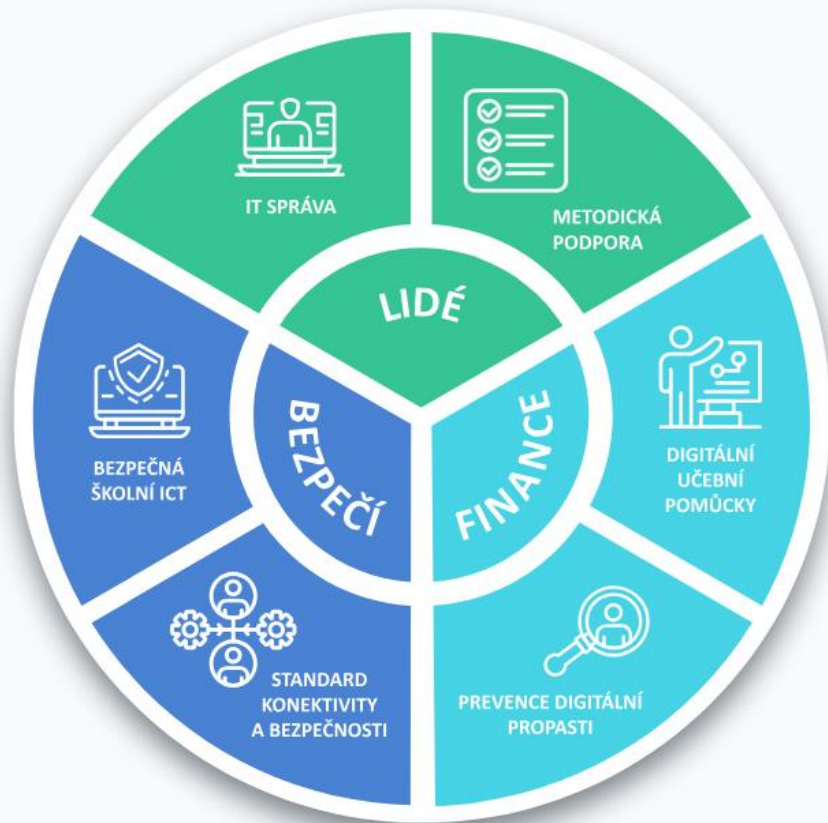 IT SPRÁVA
METODICKÁ
PODPORA
LIDÉ
BEZPEČÍ
FINANCE
BEZPEČNÁ
ŠKOLNÍ ICT
DIGITÁLNÍ
UČEBNÍ
POMŮCKY
STANDARD
KONEKTIVITY
A BEZPEČNOSTI
PREVENCE DIGITÁLNÍ
PROPASTI